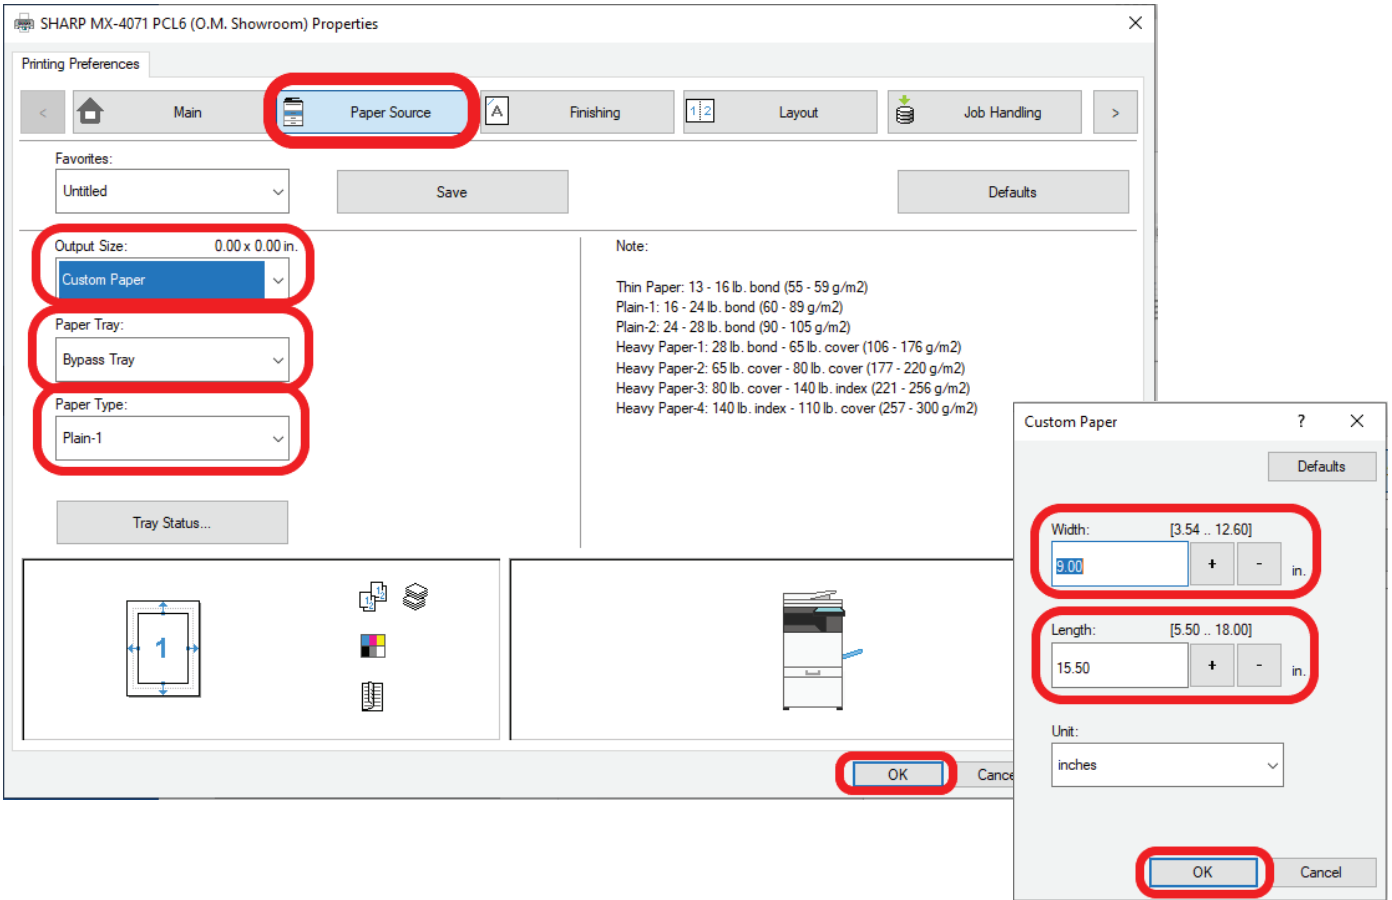 SHARP MX-4071 PCL6 (O.M. Showroom) Properties
Printing Preferences
< Main Paper Source A Finishing 1 2 Layout Job Handling >
Favorites:
Untitled Save Defaults
Output Size: 0.00 x 0.00 in.
Custom Paper
Paper Tray:
Bypass Tray
Paper Type:
Plain-1
Tray Status...
Note:
Thin Paper: 13 - 16 lb. bond (55 - 59 g/m2)
Plain-1: 16 - 24 lb. bond (60 - 89 g/m2)
Plain-2: 24 - 28 lb. bond (90 - 105 g/m2)
Heavy Paper-1: 28 lb. bond - 65 lb. cover (106 - 176 g/m2)
Heavy Paper-2: 65 lb. cover - 80 lb. cover (177 - 220 g/m2)
Heavy Paper-3: 80 lb. cover - 140 lb. index (221 - 256 g/m2)
Heavy Paper-4: 140 lb. index - 110 lb. cover (257 - 300 g/m2)
1
12 12
OK Cance
Custom Paper ?
Defaults
Width: [3.54 .. 12.60]
9.00 + - in.
Length: [5.50 .. 18.00]
15.50 + - in.
Unit:
inches
OK Cancel